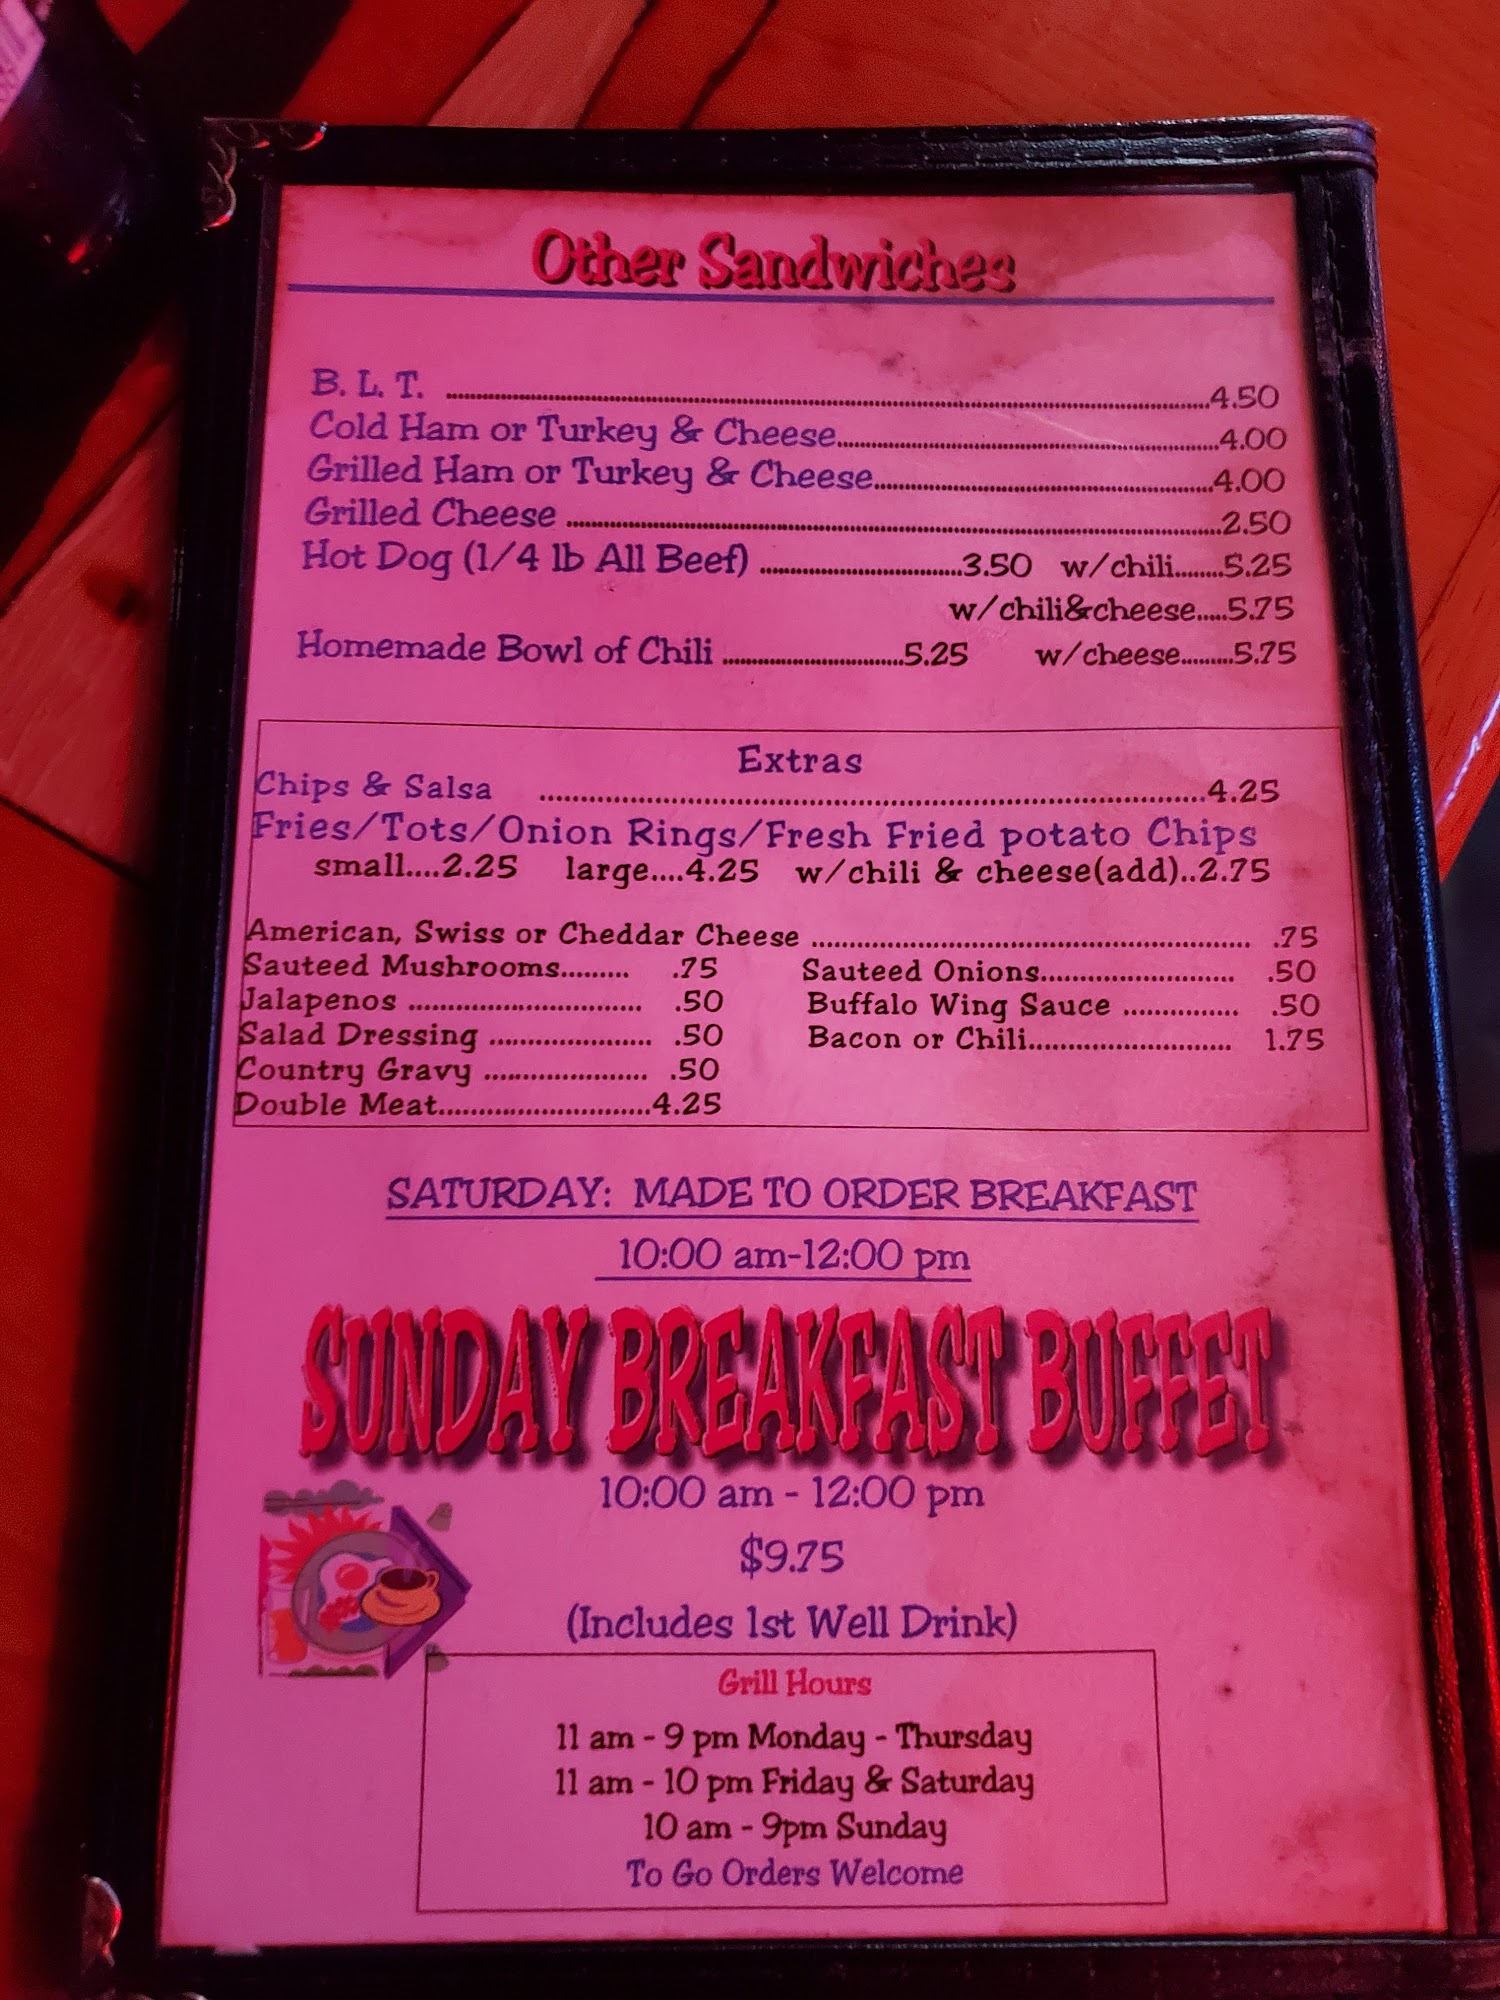 Other Sandwiches
B. L. T. ........4.50
Cold Ham or Turkey & Cheese........4.00
Grilled Ham or Turkey & Cheese........4.00
Grilled Cheese ........2.50
Hot Dog (1/4 lb All Beef) ........3.50 w/chili........5.25
w/chili&cheese.....5.75
Homemade Bowl of Chili ........5.25 w/cheese.........5.75
Extras
Chips & Salsa ........4.25
Fries/Tots/Onion Rings/Fresh Fried potato Chips
small....2.25 large....4.25 w/chili & cheese(add)..2.75
American, Swiss or Cheddar Cheese ........ .75
Sauteed Mushrooms......... .75 Sauteed Onions........ .50
Jalapenos ........ .50 Buffalo Wing Sauce ........ .50
Salad Dressing ........ .50 Bacon or Chili........ 1.75
Country Gravy ........ .50
Double Meat........4.25
SATURDAY: MADE TO ORDER BREAKFAST
10:00 am-12:00 pm
SUNDAY BREAKFAST BUFFET
10:00 am - 12:00 pm
$9.75
(Includes 1st Well Drink)
Grill Hours
11 am - 9 pm Monday - Thursday
11 am - 10 pm Friday & Saturday
10 am - 9pm Sunday
To Go Orders Welcome